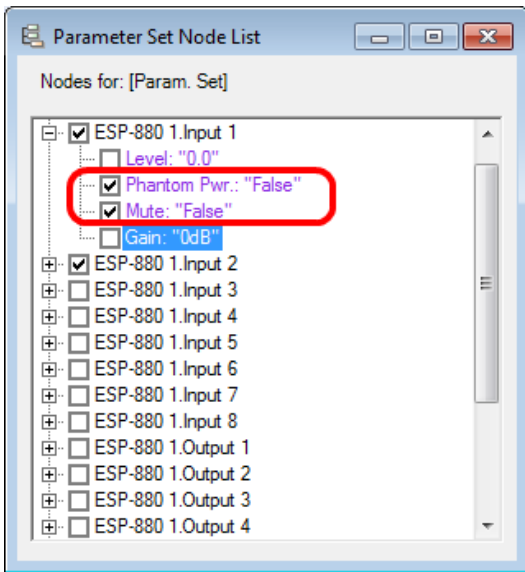 Parameter Set Node List
Nodes for: [Param. Set]
ESP-880 1.Input 1
Level: "0.0"
Phantom Pwr.: "False"
Mute: "False"
Gain: "0dB"
ESP-880 1.Input 2
ESP-880 1.Input 3
ESP-880 1.Input 4
ESP-880 1.Input 5
ESP-880 1.Input 6
ESP-880 1.Input 7
ESP-880 1.Input 8
ESP-880 1.Output 1
ESP-880 1.Output 2
ESP-880 1.Output 3
ESP-880 1.Output 4